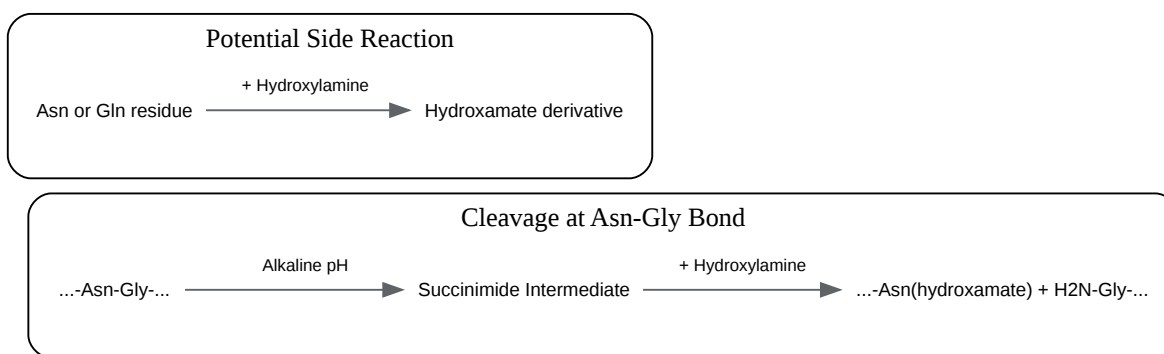 Potential Side Reaction
+ Hydroxylamine
Asn or Gln residue
Hydroxamate derivative
Cleavage at Asn-Gly Bond
Alkaline pH
+ Hydroxylamine
...-Asn-Gly-...
Succinimide Intermediate
...-Asn(hydroxamate) + H2N-Gly-...